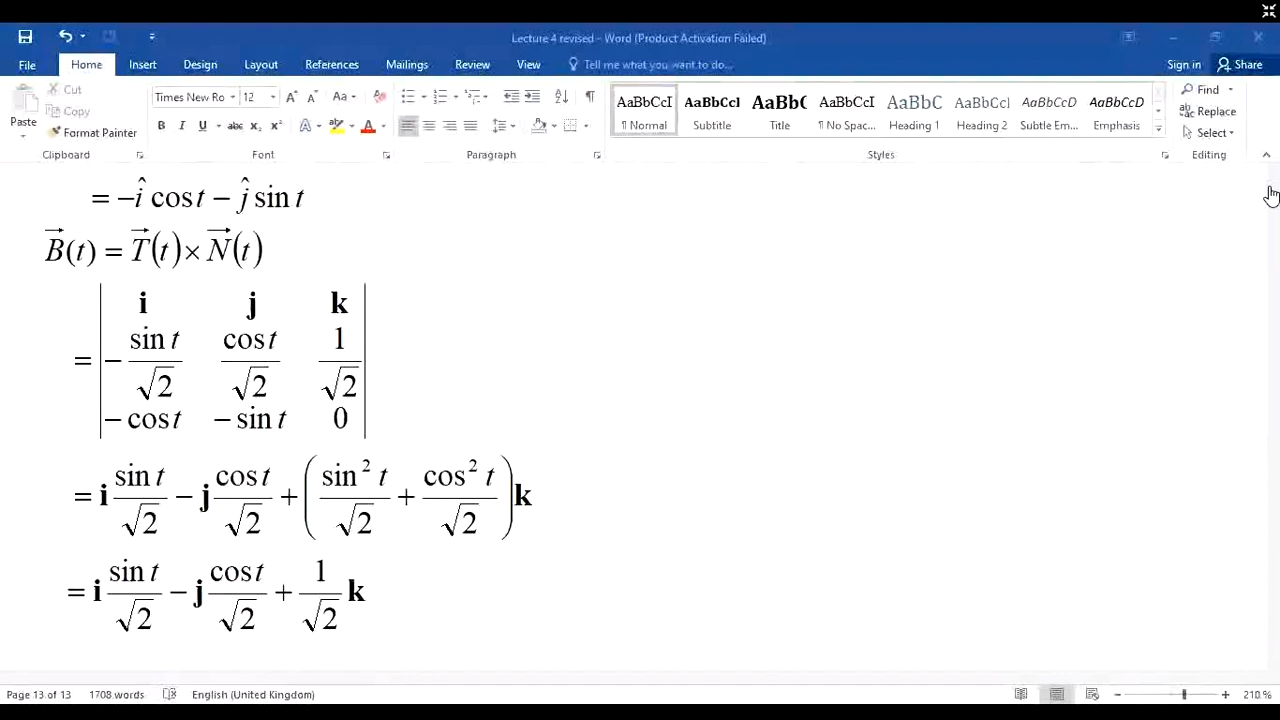 Lecture 4 revised - Word (Product Activation Failed)
File Home Insert Design Layout References Mailings Review View Tell me what you want to do... Sign in Share
Paste Cut Copy Format Painter
Times New Ro 12 Aa
B I U abc X₂ X² A A
AaBbCcI AaBbCcI AaBbC AaBbCcI AaBbC AaBbCcI AaBbCcD AaBbCcD
¶ Normal Subtitle Title ¶ No Spac... Heading 1 Heading 2 Subtle Em... Emphasis
Find Replace Select
Clipboard Font Paragraph Styles Editing
= −î cos t − ĵ sin t
B⃗(t) = T⃗(t) × N⃗(t)
= | i j k |
| −sin t/√2 cos t/√2 1/√2 |
| −cos t −sin t 0 |
= i sin t/√2 − j cos t/√2 + (sin² t/√2 + cos² t/√2) k
= i sin t/√2 − j cos t/√2 + 1/√2 k
Page 13 of 13 1708 words English (United Kingdom) 210%